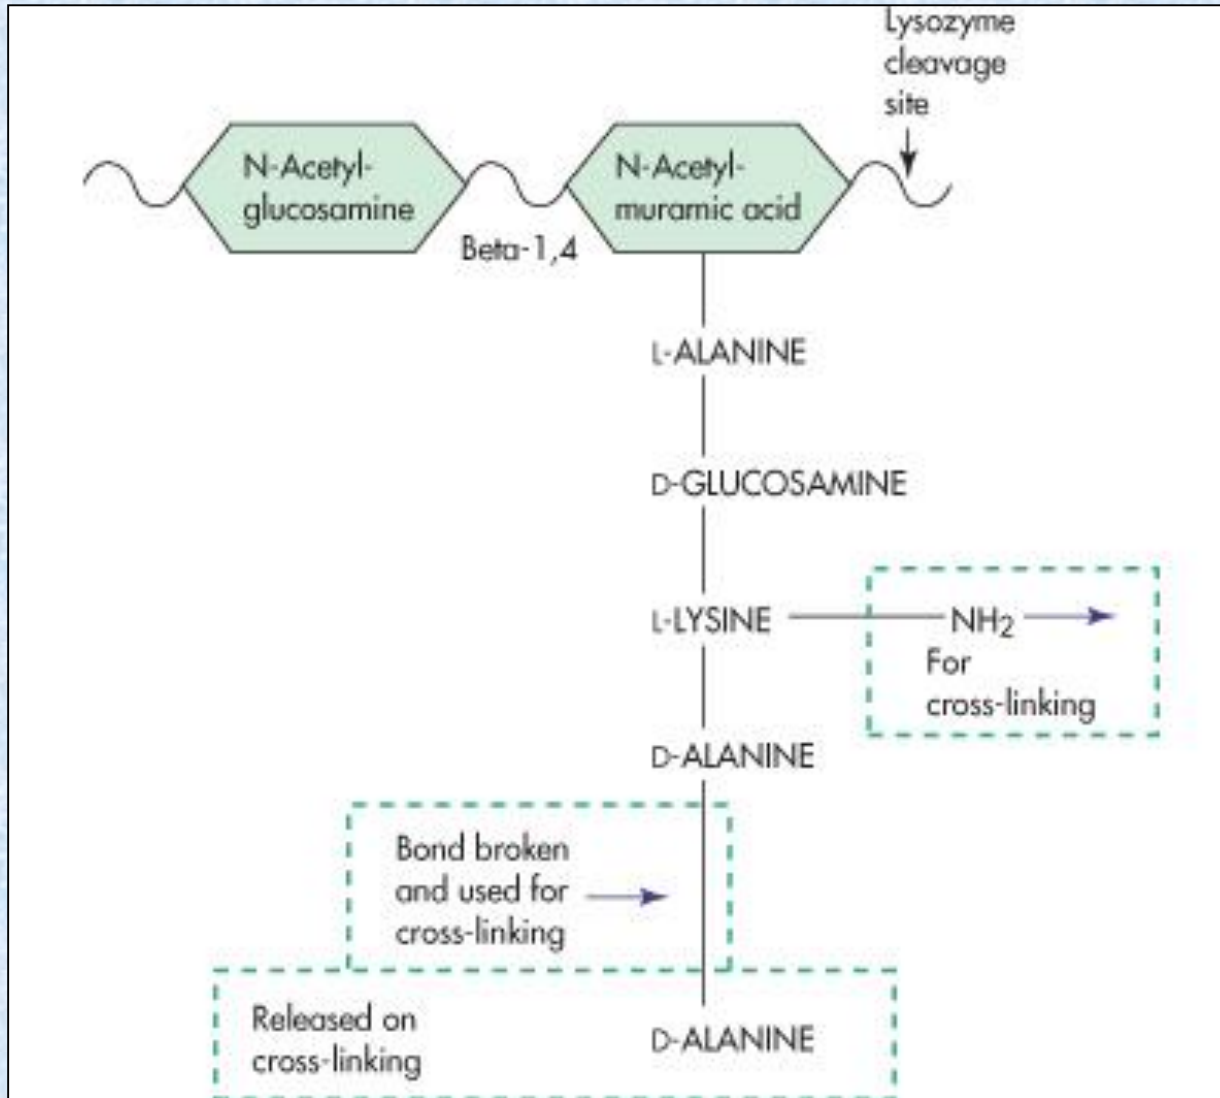 Lysozyme
cleavage
site
N-Acetyl-
glucosamine
N-Acetyl-
muramic acid
Beta-1,4
L-ALANINE
D-GLUCOSAMINE
L-LYSINE
NH₂
For
cross-linking
D-ALANINE
Bond broken
and used for
cross-linking
Released on
cross-linking
D-ALANINE